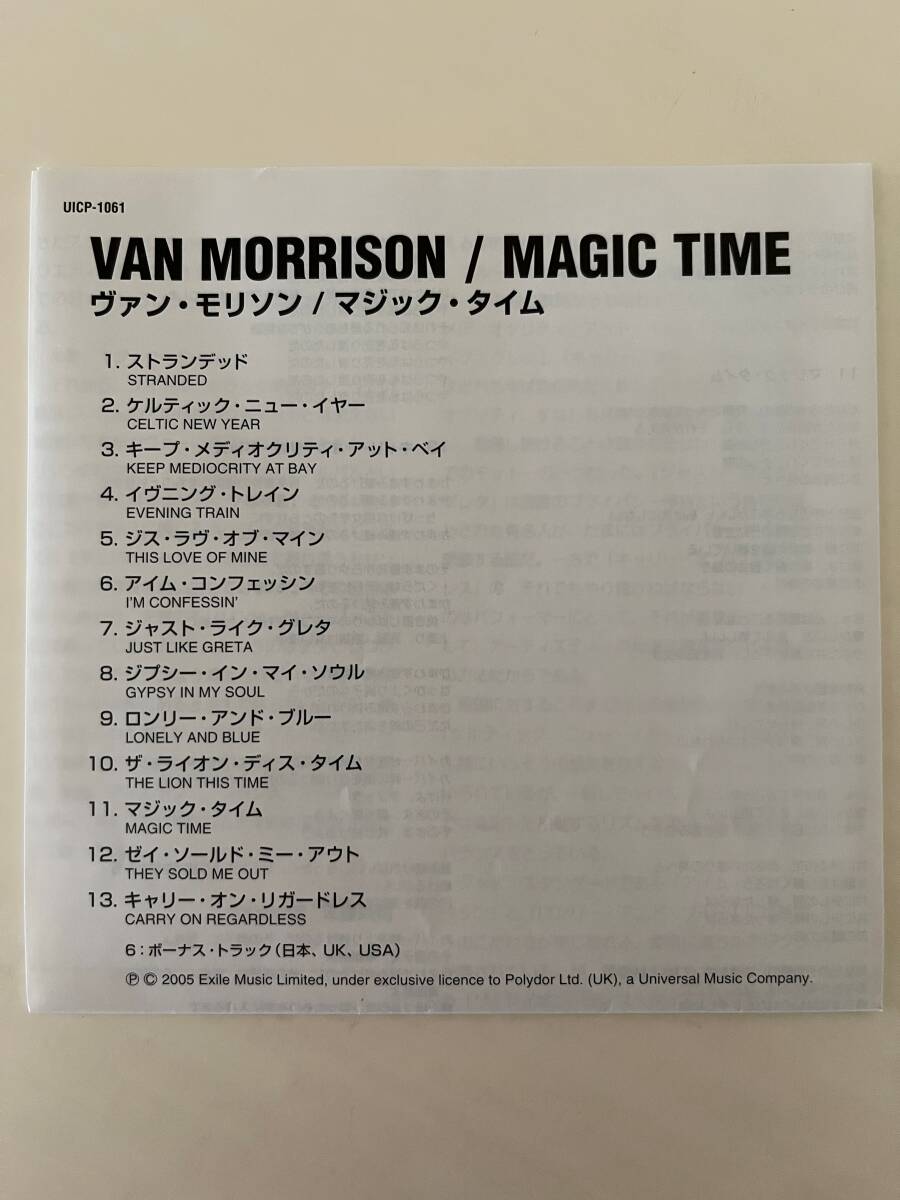 UICP-1061
VAN MORRISON / MAGIC TIME
ヴァン・モリソン / マジック・タイム
1. ストランデッド
STRANDED
2. ケルティック・ニュー・イヤー
CELTIC NEW YEAR
3. キープ・メディオクリティ・アット・ベイ
KEEP MEDIOCRITY AT BAY
4. イヴニング・トレイン
EVENING TRAIN
5. ジス・ラヴ・オブ・マイン
THIS LOVE OF MINE
6. アイム・コンフェッシン
I'M CONFESSIN'
7. ジャスト・ライク・グレタ
JUST LIKE GRETA
8. ジプシー・イン・マイ・ソウル
GYPSY IN MY SOUL
9. ロンリー・アンド・ブルー
LONELY AND BLUE
10. ザ・ライオン・ディス・タイム
THE LION THIS TIME
11. マジック・タイム
MAGIC TIME
12. ゼイ・ソールド・ミー・アウト
THEY SOLD ME OUT
13. キャリー・オン・リガードレス
CARRY ON REGARDLESS
6：ボーナス・トラック（日本、UK、USA）
℗ © 2005 Exile Music Limited, under exclusive licence to Polydor Ltd. (UK), a Universal Music Company.